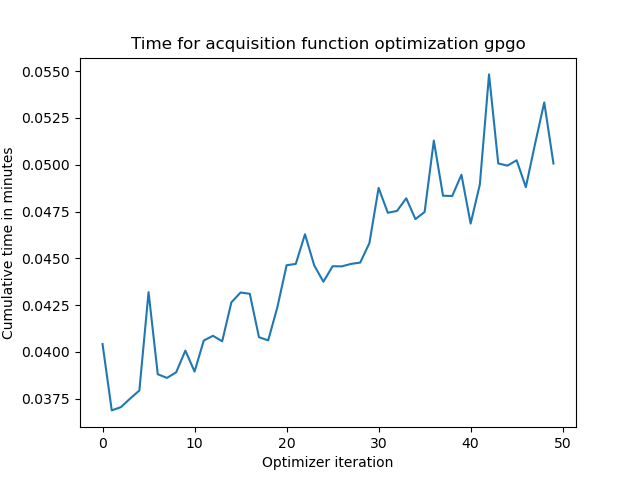 Time for acquisition function optimization gpgo
Cumulative time in minutes
0.0550
0.0525
0.0500
0.0475
0.0450
0.0425
0.0400
0.0375
0 10 20 30 40 50
Optimizer iteration